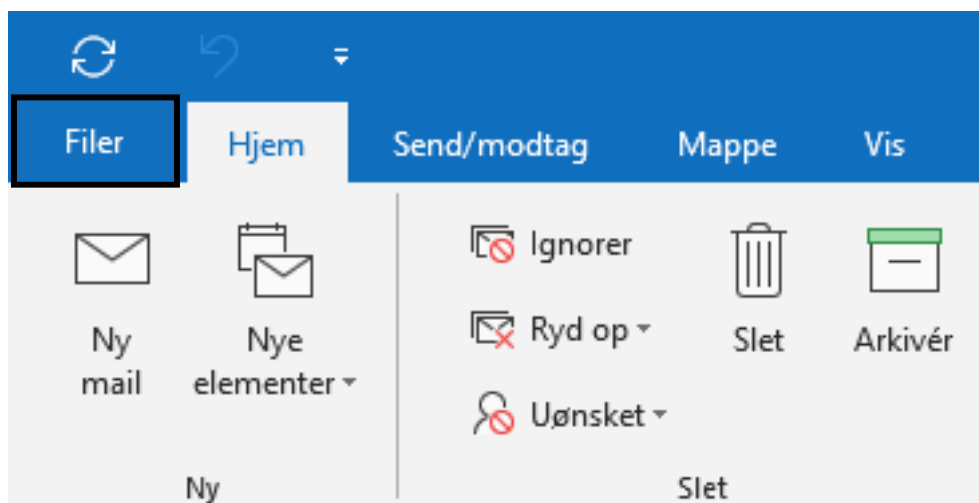 Filer
Hjem
Send/modtag
Mappe
Vis
Ny
mail
Nye
elementer
Ignorer
Ryd op
Uønsket
Slet
Arkivér
Ny
Slet